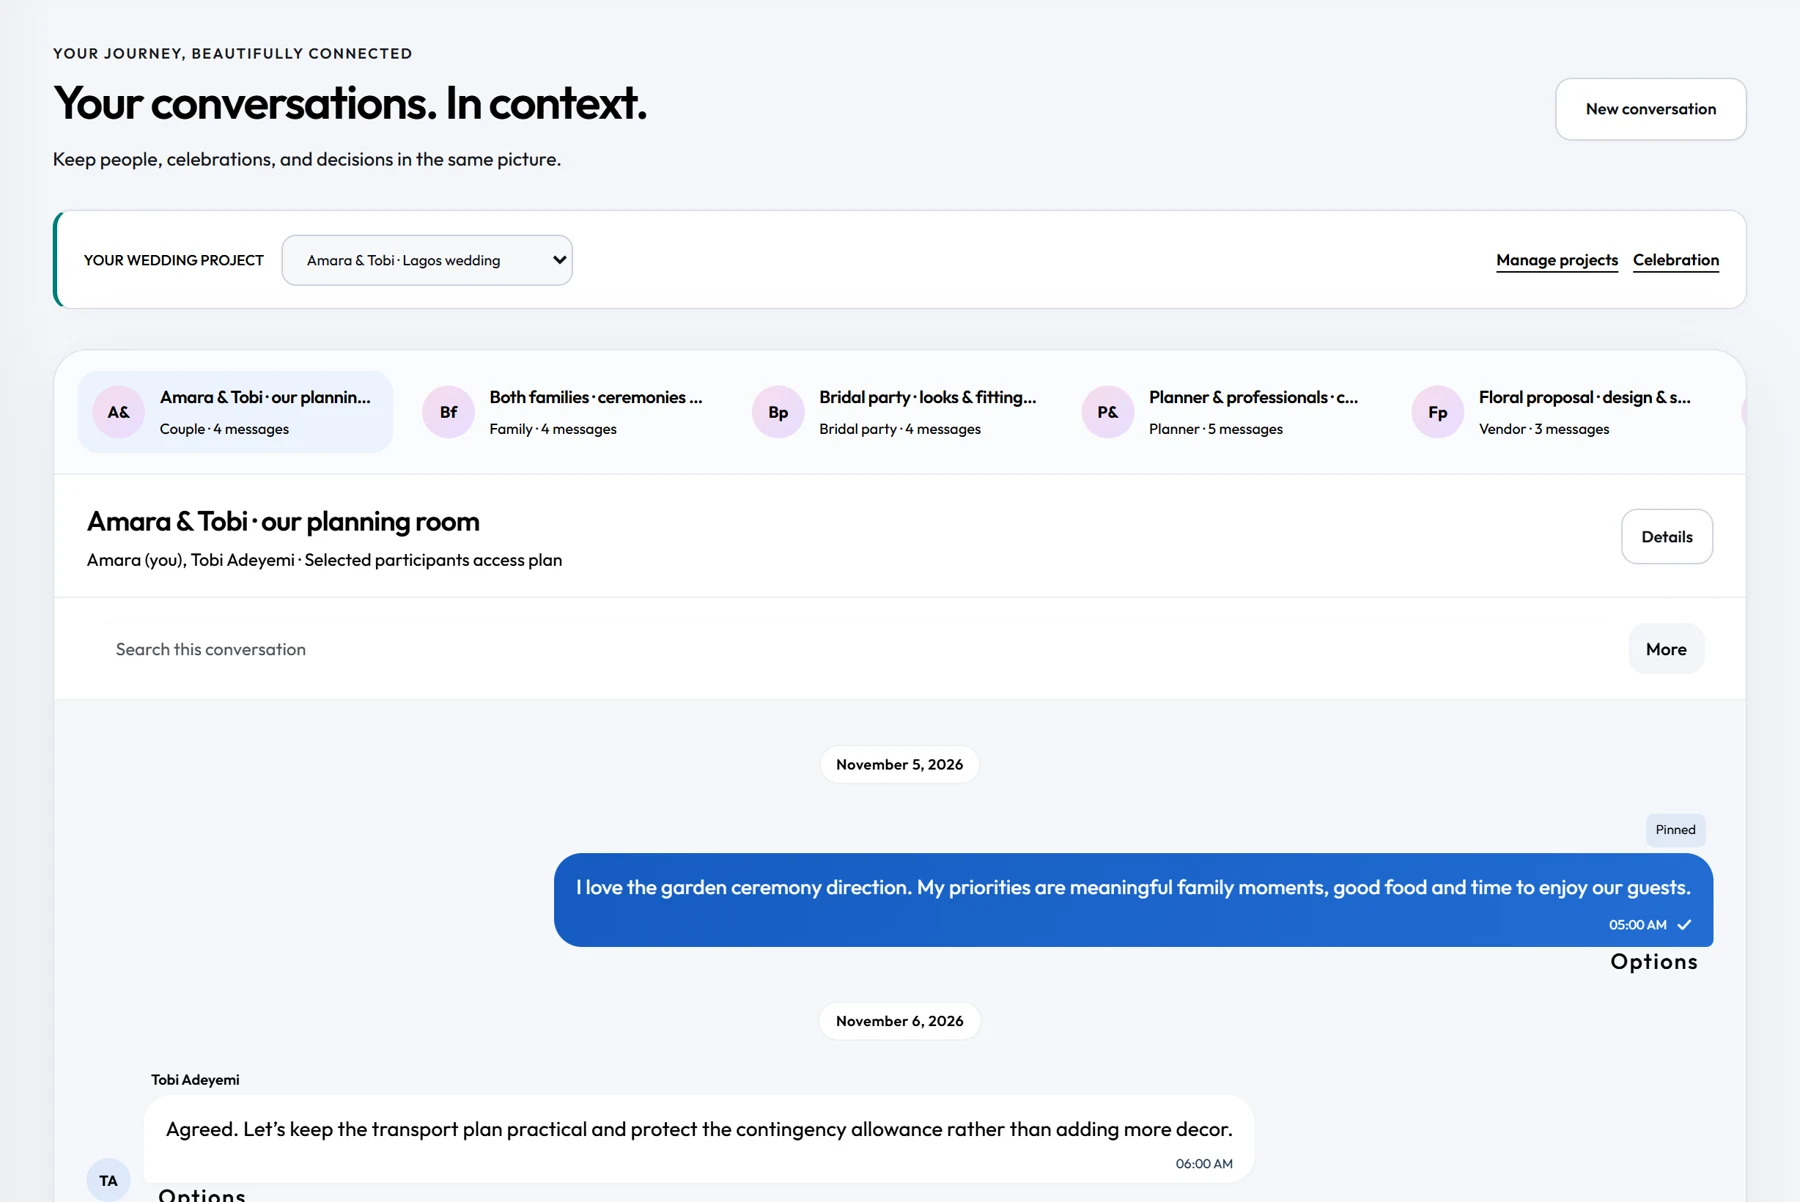 YOUR JOURNEY, BEAUTIFULLY CONNECTED
Your conversations. In context.
Keep people, celebrations, and decisions in the same picture.
New conversation
YOUR WEDDING PROJECT
Amara & Tobi · Lagos wedding
Manage projects
Celebration
A&
Amara & Tobi · our plannin...
Couple · 4 messages
Bf
Both families · ceremonies ...
Family · 4 messages
Bp
Bridal party · looks & fitting...
Bridal party · 4 messages
P&
Planner & professionals · c...
Planner · 5 messages
Fp
Floral proposal · design & s...
Vendor · 3 messages
Amara & Tobi · our planning room
Amara (you), Tobi Adeyemi · Selected participants access plan
Details
Search this conversation
More
November 5, 2026
Pinned
I love the garden ceremony direction. My priorities are meaningful family moments, good food and time to enjoy our guests.
05:00 AM
Options
November 6, 2026
Tobi Adeyemi
Agreed. Let’s keep the transport plan practical and protect the contingency allowance rather than adding more decor.
06:00 AM
TA
Options